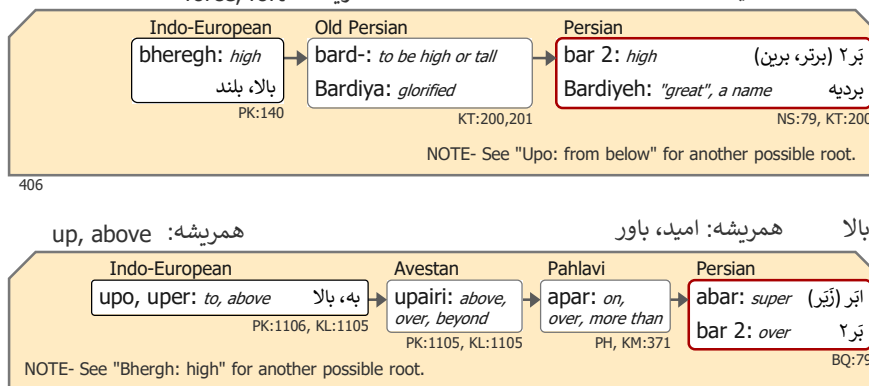 Indo-European
Old Persian
Persian
bheregh: high
بالا، بلند
PK:140
bard-: to be high or tall
Bardiya: glorified
KT:200,201
bar 2: high بَر۲ (برتر، برین)
Bardiyeh: "great", a name بردیه
NS:79, KT:200
NOTE- See "Upo: from below" for another possible root.
406
up, above همریشه: همریشه: امید، باور بالا
Indo-European
Avestan
Pahlavi
Persian
upo, uper: to, above به، بالا
PK:1106, KL:1105
upairi: above,
over, beyond
PK:1105, KL:1105
apar: on,
over, more than
PH, KM:371
abar: super ابَر (زَبَر)
bar 2: over بَر۲
BQ:79
NOTE- See "Bhergh: high" for another possible root.